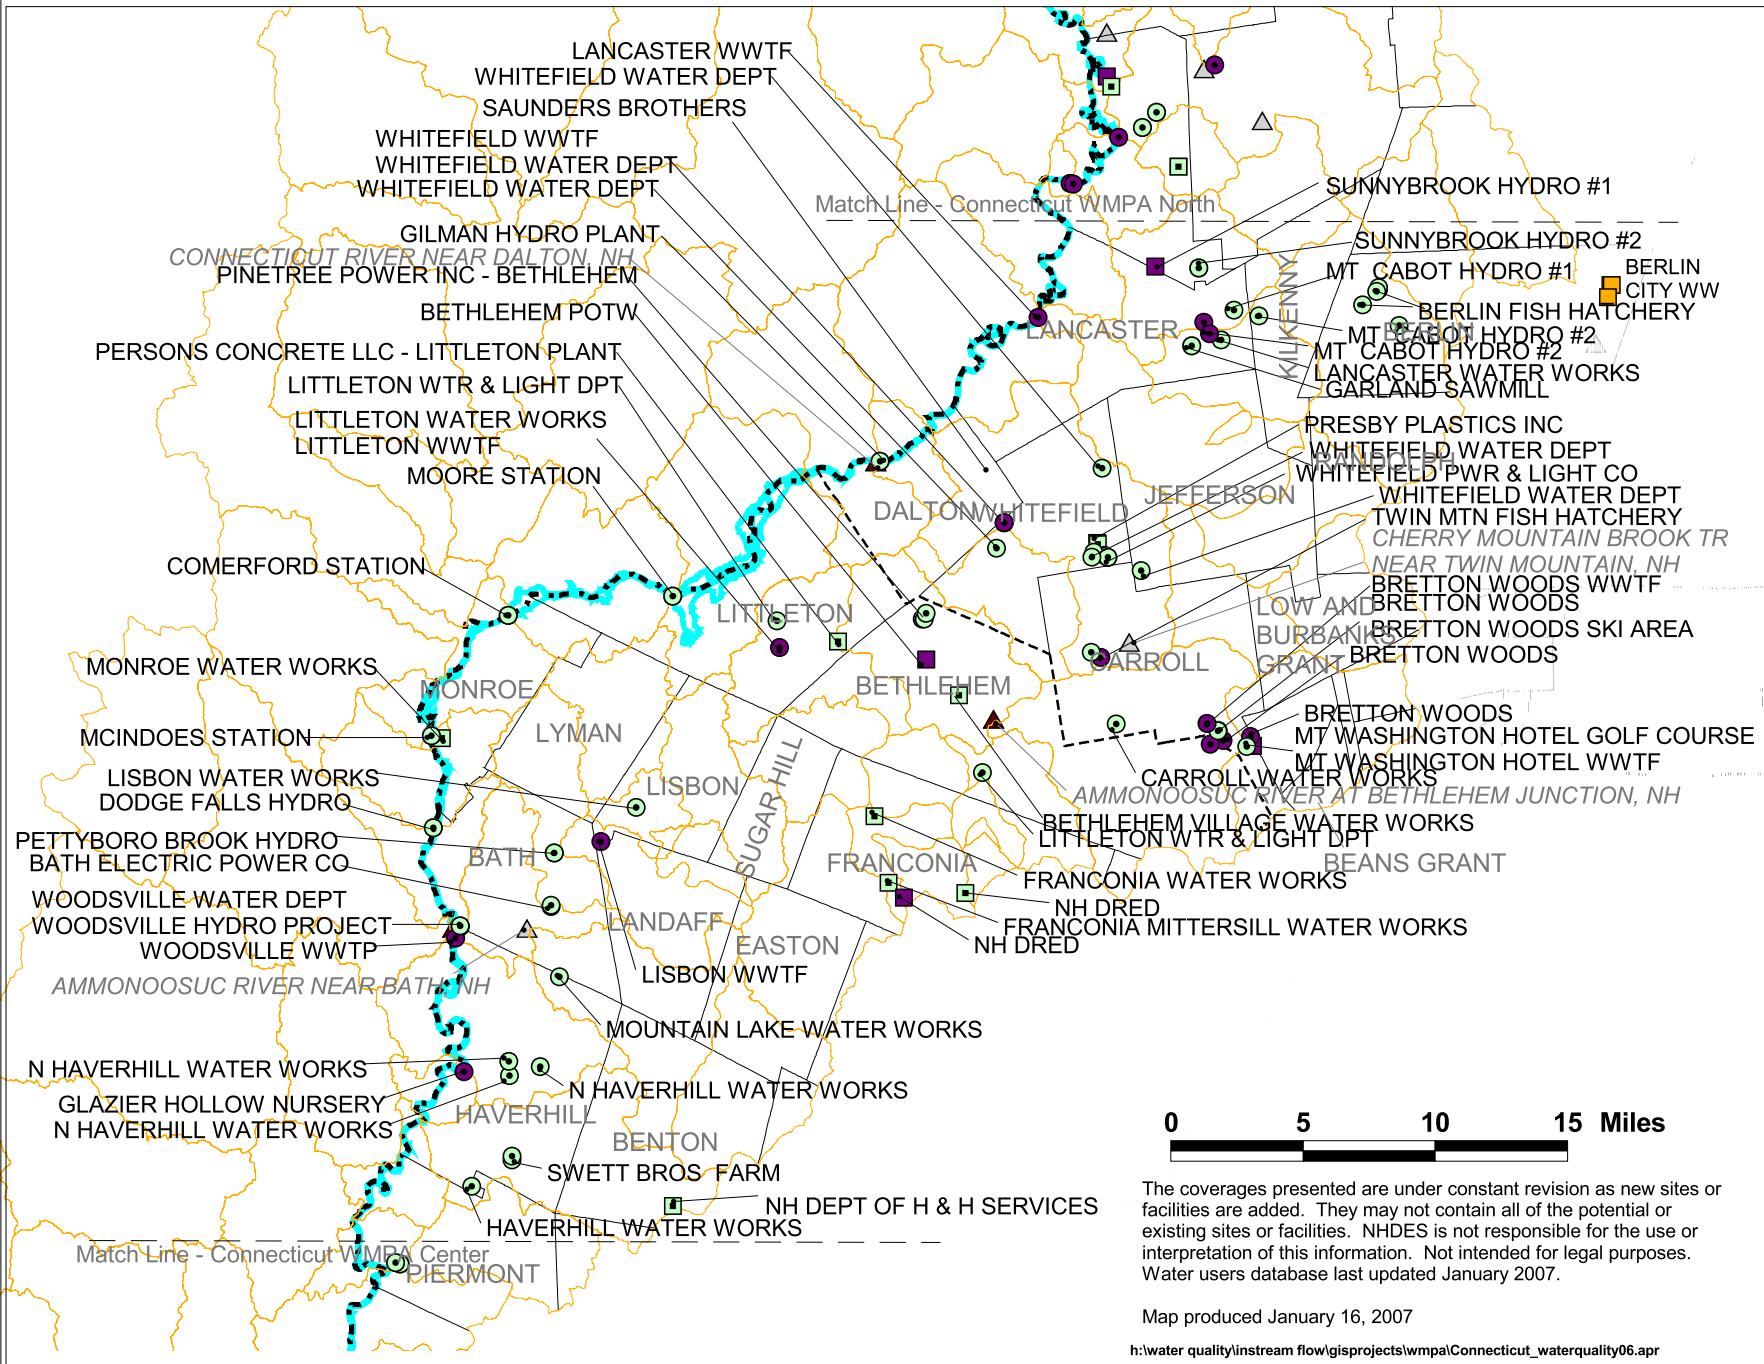 LANCASTER WWTF
WHITEFIELD WATER DEPT
SAUNDERS BROTHERS
WHITEFIELD WWTF
WHITEFIELD WATER DEPT
WHITEFIELD WATER DEPT
Match Line - Connecticut WMPA North
SUNNYBROOK HYDRO #1
GILMAN HYDRO PLANT
CONNECTICUT RIVER NEAR DALTON, NH
PINETREE POWER INC - BETHLEHEM
SUNNYBROOK HYDRO #2
MT CABOT HYDRO #1
BERLIN
CITY WW
KILKENNY
BERLIN FISH HATCHERY
BETHLEHEM POTW
LANCASTER
BERLIN
MT CABOT HYDRO #2
MT CABOT HYDRO #2
PERSONS CONCRETE LLC - LITTLETON PLANT
LANCASTER WATER WORKS
LITTLETON WTR & LIGHT DPT
GARLAND SAWMILL
LITTLETON WATER WORKS
PRESBY PLASTICS INC
LITTLETON WWTF
WHITEFIELD WATER DEPT
RANDOLPH
MOORE STATION
WHITEFIELD PWR & LIGHT CO
JEFFERSON
WHITEFIELD WATER DEPT
DALTON
WHITEFIELD
TWIN MTN FISH HATCHERY
CHERRY MOUNTAIN BROOK TR
NEAR TWIN MOUNTAIN, NH
COMERFORD STATION
BRETTON WOODS WWTF
LOW AND
BURBANKS
GRANT
BRETTON WOODS
LITTLETON
BRETTON WOODS SKI AREA
BRETTON WOODS
CARROLL
MONROE WATER WORKS
MONROE
BETHLEHEM
BRETTON WOODS
MCINDOES STATION
LYMAN
MT WASHINGTON HOTEL GOLF COURSE
MT WASHINGTON HOTEL WWTF
LISBON WATER WORKS
CARROLL WATER WORKS
LISBON
SUGAR HILL
AMMONOOSUC RIVER AT BETHLEHEM JUNCTION, NH
DODGE FALLS HYDRO
BETHLEHEM VILLAGE WATER WORKS
PETTYBORO BROOK HYDRO
LITTLETON WTR & LIGHT DPT
BATH
BATH ELECTRIC POWER CO
FRANCONIA
BEANS GRANT
FRANCONIA WATER WORKS
WOODSVILLE WATER DEPT
NH DRED
WOODSVILLE HYDRO PROJECT
LANDAFF
FRANCONIA MITTERSILL WATER WORKS
WOODSVILLE WWTP
EASTON
NH DRED
LISBON WWTF
AMMONOOSUC RIVER NEAR BATH, NH
MOUNTAIN LAKE WATER WORKS
N HAVERHILL WATER WORKS
N HAVERHILL WATER WORKS
GLAZIER HOLLOW NURSERY
HAVERHILL
N HAVERHILL WATER WORKS
BENTON
SWETT BROS FARM
NH DEPT OF H & H SERVICES
HAVERHILL WATER WORKS
Match Line - Connecticut WMPA Center
PIERMONT
0 5 10 15 Miles
The coverages presented are under constant revision as new sites or
facilities are added. They may not contain all of the potential or
existing sites or facilities. NHDES is not responsible for the use or
interpretation of this information. Not intended for legal purposes.
Water users database last updated January 2007.
Map produced January 16, 2007
h:\water quality\instream flow\gisprojects\wmpa\Connecticut_waterquality06.apr